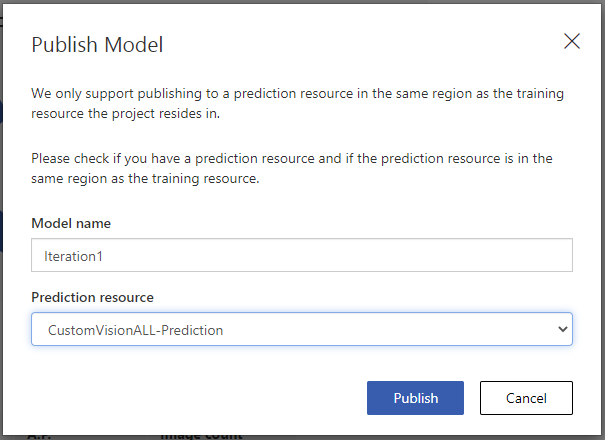 Publish Model
We only support publishing to a prediction resource in the same region as the training
resource the project resides in.
Please check if you have a prediction resource and if the prediction resource is in the
same region as the training resource.
Model name
Iteration1
Prediction resource
CustomVisionALL-Prediction
Publish
Cancel
A.P.
Image count